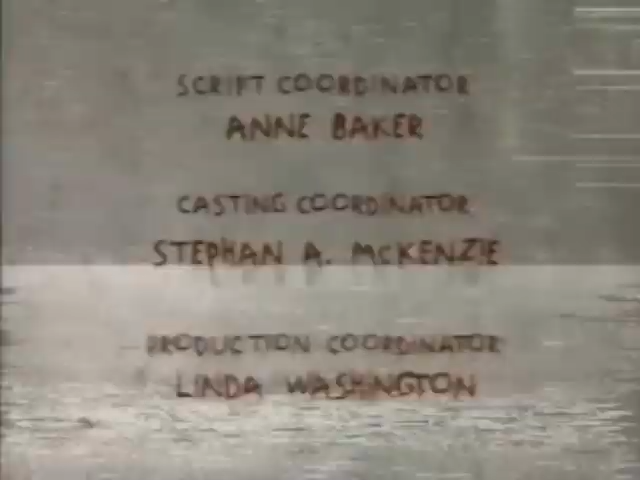 SCRIPT COORDINATOR
ANNE BAKER
CASTING COORDINATOR
STEPHAN A. McKENZIE
PRODUCTION COORDINATOR
LINDA WASHINGTON